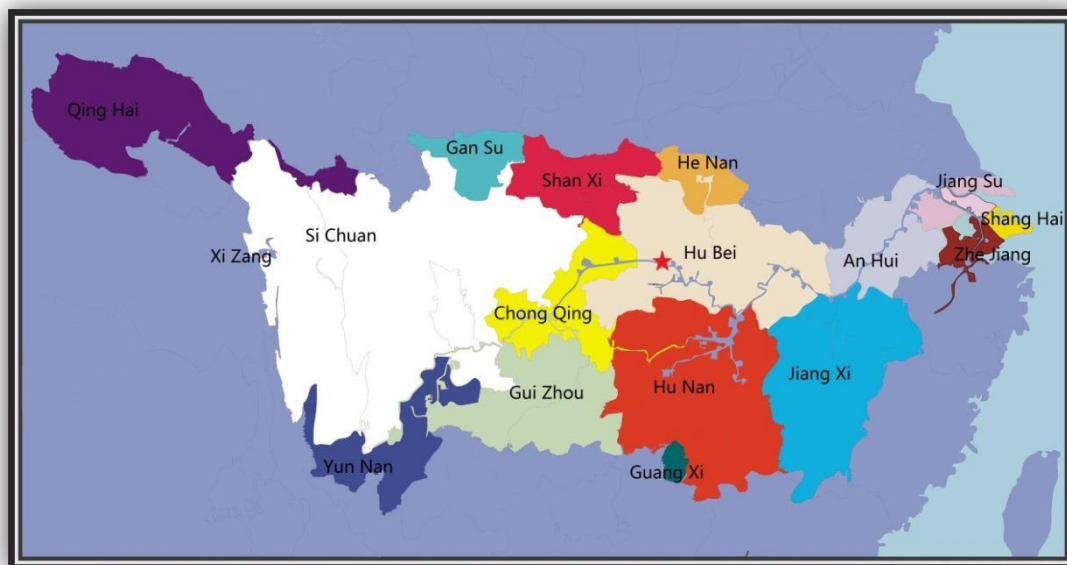 Qing Hai
Gan Su
Shan Xi
He Nan
Jiang Su
Shang Hai
Xi Zang
Si Chuan
Hu Bei
An Hui
Zhe Jiang
Chong Qing
Gui Zhou
Hu Nan
Jiang Xi
Yun Nan
Guang Xi